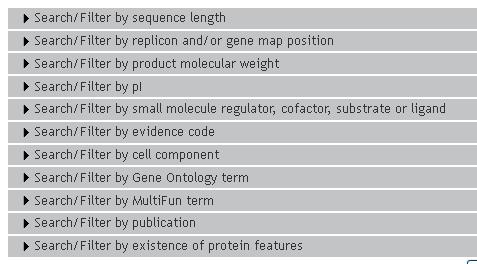 Search/Filter by sequence length
Search/Filter by replicon and/or gene map position
Search/Filter by product molecular weight
Search/Filter by pI
Search/Filter by small molecule regulator, cofactor, substrate or ligand
Search/Filter by evidence code
Search/Filter by cell component
Search/Filter by Gene Ontology term
Search/Filter by MultiFun term
Search/Filter by publication
Search/Filter by existence of protein features